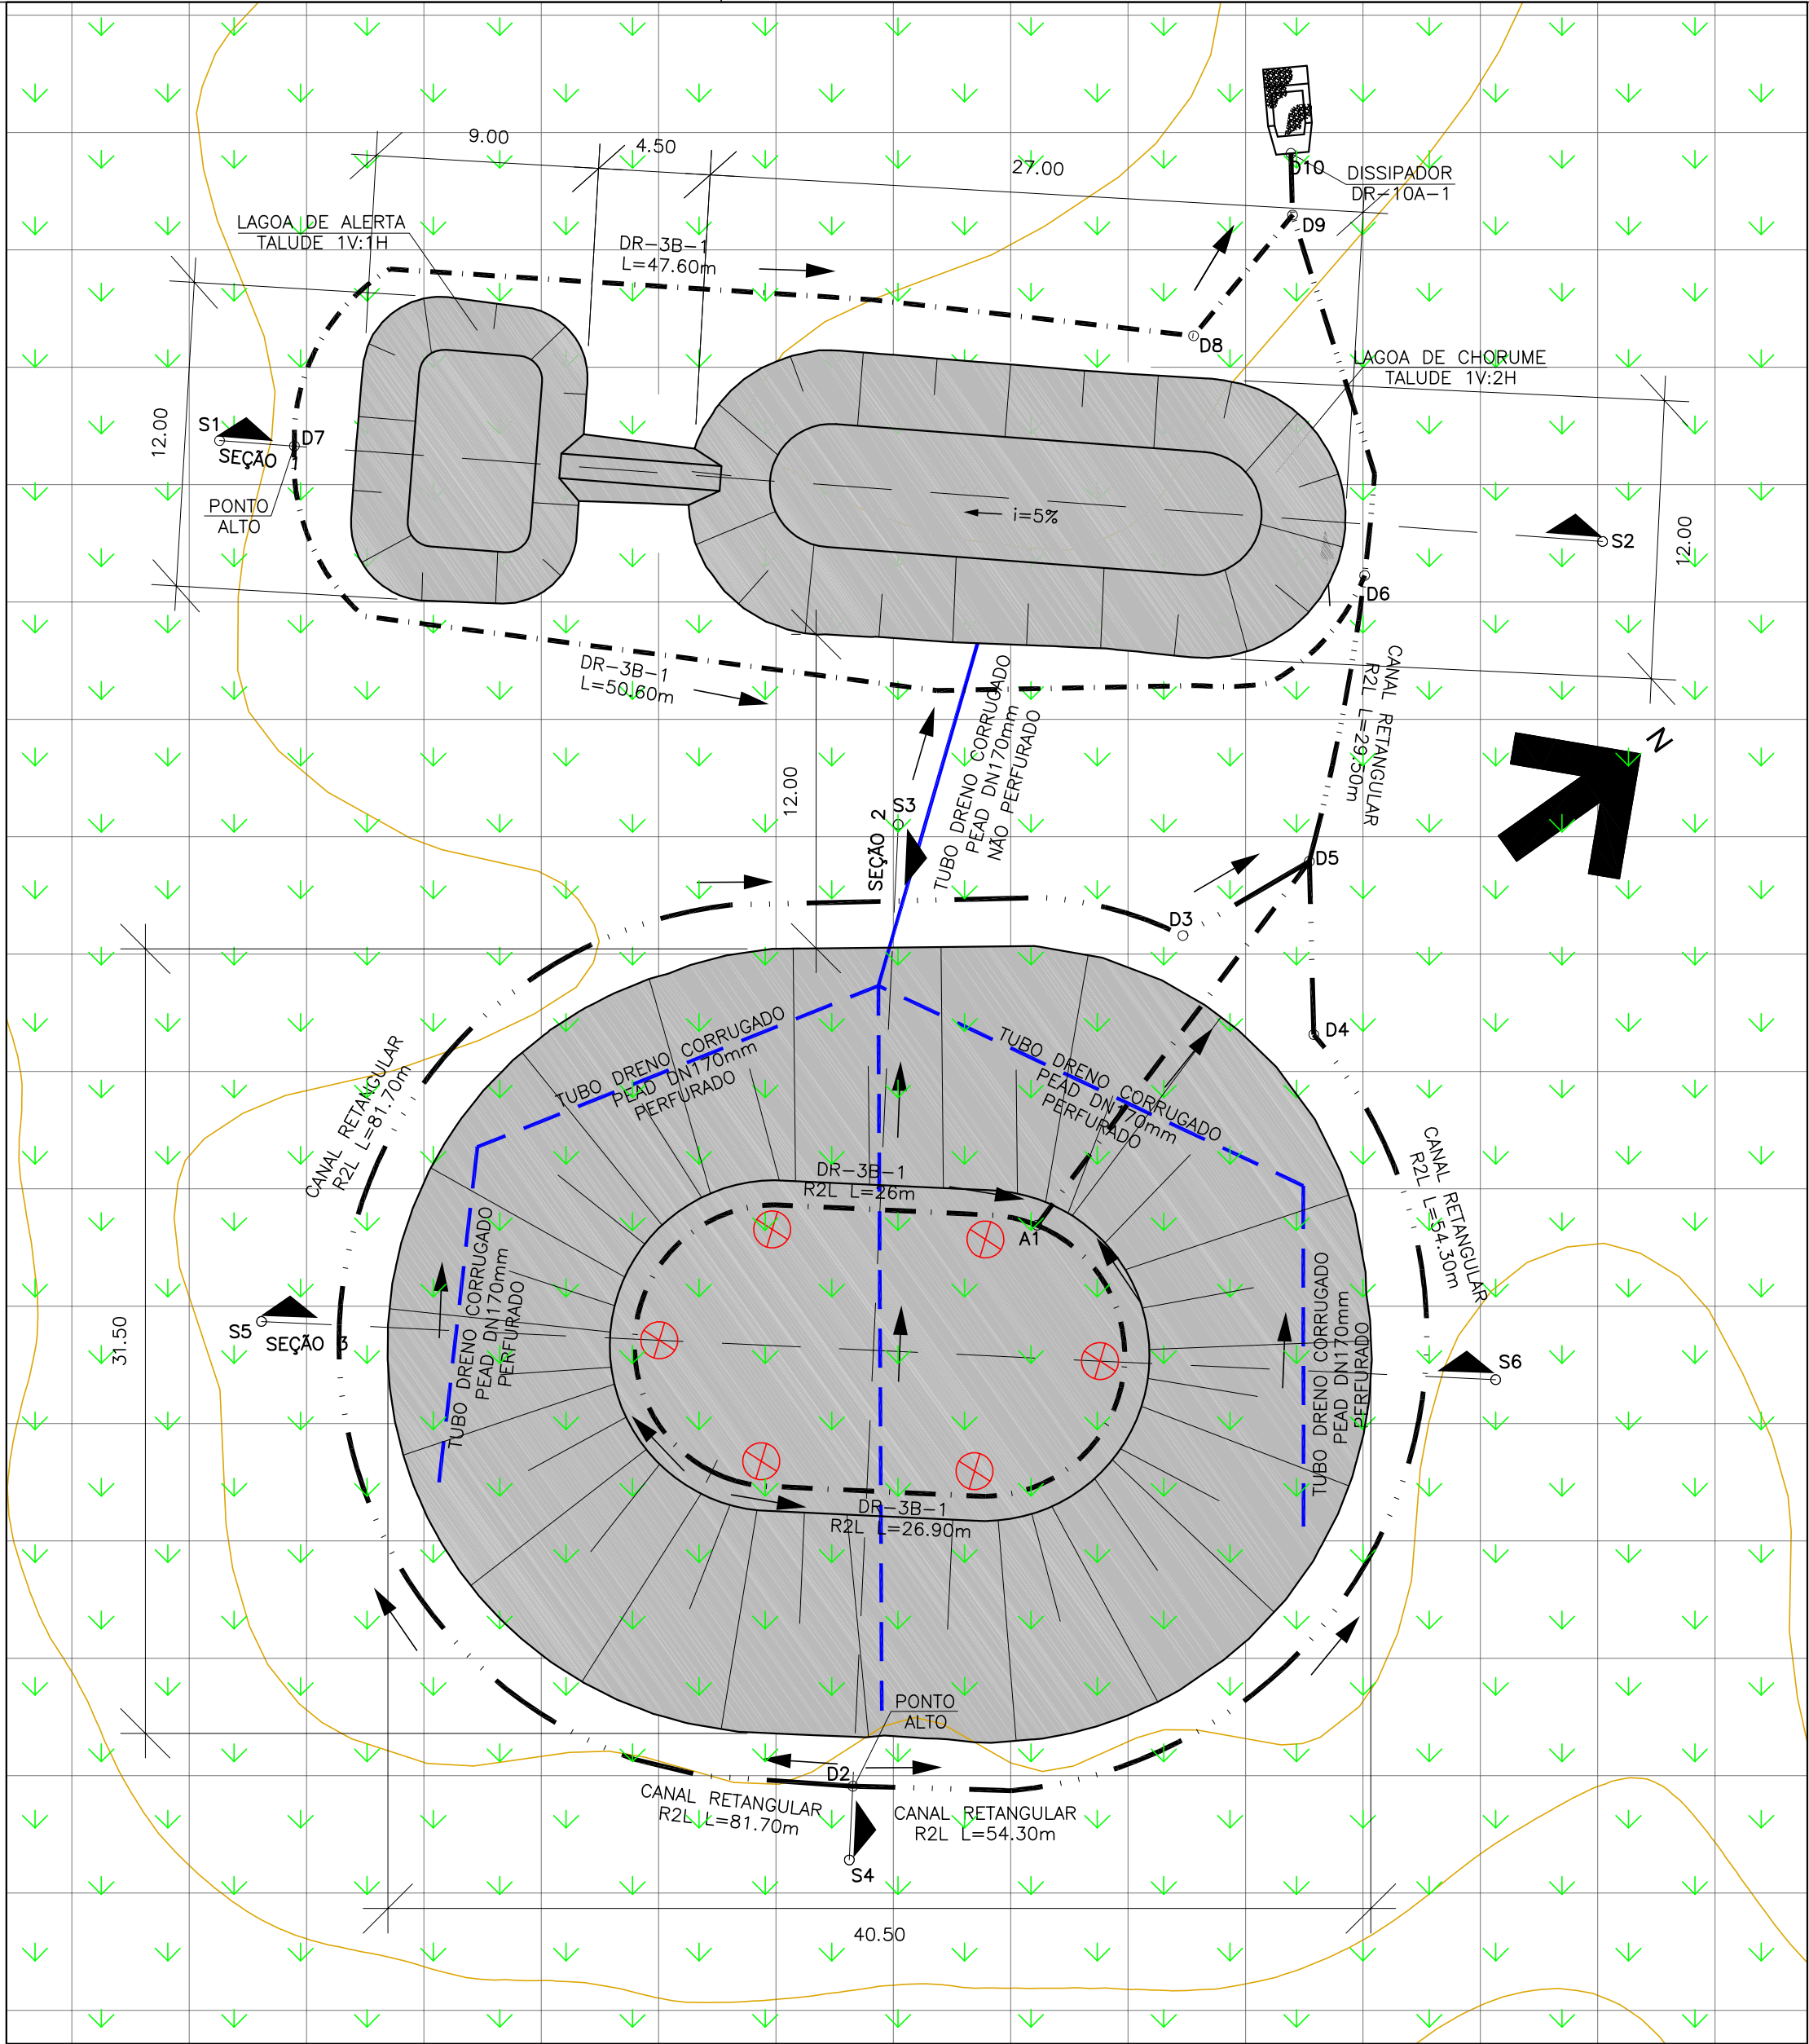 9.00
4.50
27.00
D10
DISSIPADOR
DR-10A-1
D9
LAGOA DE ALERTA
TALUDE 1V:1H
DR-3B-1
L=47.60m
D8
LAGOA DE CHORUME
TALUDE 1V:2H
12.00
S1
SEÇÃO 1
D7
PONTO
ALTO
i=5%
S2
12.00
D6
DR-3B-1
L=50.60m
CANAL RETANGULAR
R2L L=29.50m
N
12.00
SEÇÃO 2
S3
TUBO DRENO CORRUGADO
PEAD DN170mm
NÃO PERFURADO
D5
D3
D4
CANAL RETANGULAR
R2L L=81.70m
TUBO DRENO CORRUGADO
PEAD DN170mm
PERFURADO
TUBO DRENO CORRUGADO
PEAD DN170mm
PERFURADO
CANAL RETANGULAR
R2L L=54.30m
DR-3B-1
R2L L=26m
A1
TUBO DRENO CORRUGADO
PEAD DN170mm
PERFURADO
TUBO DRENO CORRUGADO
PEAD DN170mm
PERFURADO
31.50
S5
SEÇÃO 3
S6
DR-3B-1
R2L L=26.90m
PONTO
ALTO
D2
CANAL RETANGULAR
R2L L=81.70m
CANAL RETANGULAR
R2L L=54.30m
S4
40.50